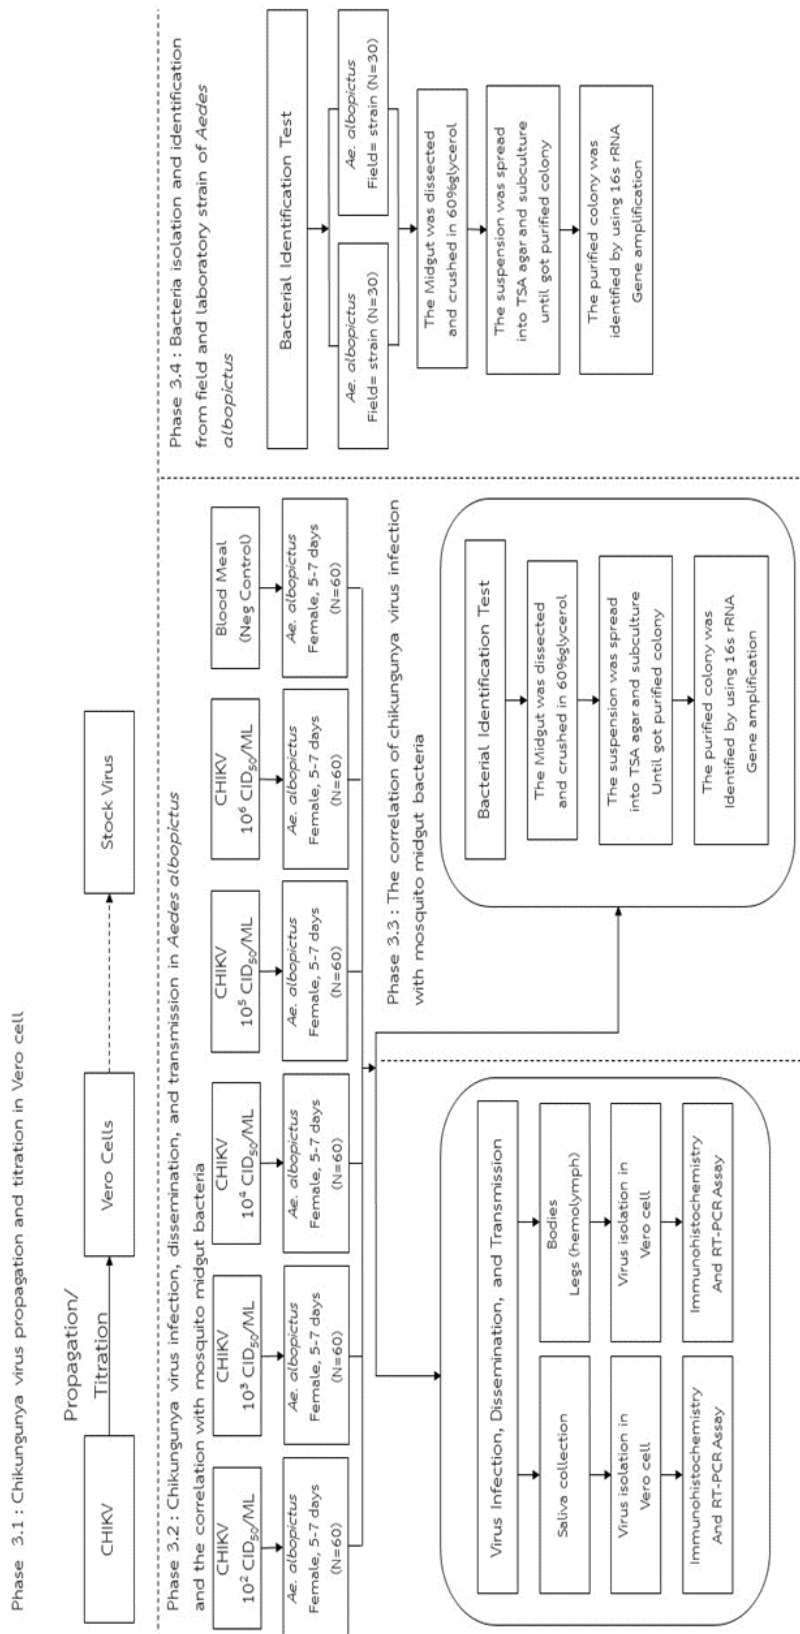 Phase 3.1 : Chikungunya virus propagation and titration in Vero cell
CHIKV
Propagation/
Titration
Vero Cells
Stock Virus
Phase 3.2 : Chikungunya virus infection, dissemination, and transmission in Aedes albopictus
and the correlation with mosquito midgut bacteria
CHIKV
10² CID₅₀/ML
CHIKV
10³ CID₅₀/ML
CHIKV
10⁴ CID₅₀/ML
CHIKV
10⁵ CID₅₀/ML
CHIKV
10⁶ CID₅₀/ML
Blood Meal
(Neg Control)
Ae. albopictus
Female, 5-7 days
(N=60)
Ae. albopictus
Female, 5-7 days
(N=60)
Ae. albopictus
Female, 5-7 days
(N=60)
Ae. albopictus
Female, 5-7 days
(N=60)
Ae. albopictus
Female, 5-7 days
(N=60)
Ae. albopictus
Female, 5-7 days
(N=60)
Virus Infection, Dissemination, and Transmission
Saliva collection
Virus isolation in
Vero cell
Immunohistochemistry
And RT-PCR Assay
Bodies
Legs (hemolymph)
Virus isolation in
Vero cell
Immunohistochemistry
And RT-PCR Assay
Phase 3.3 : The correlation of chikungunya virus infection
with mosquito midgut bacteria
Bacterial Identification Test
The Midgut was dissected
and crushed in 60%glycerol
The suspension was spread
into TSA agar and subculture
Until got purified colony
The purified colony was
Identified by using 16s rRNA
Gene amplification
Phase 3.4 : Bacteria isolation and identification
from field and laboratory strain of Aedes
albopictus
Bacterial Identification Test
Ae. albopictus
Field= strain (N=30)
Ae. albopictus
Field= strain (N=30)
The Midgut was dissected
and crushed in 60%glycerol
The suspension was spread
into TSA agar and subculture
until got purified colony
The purified colony was
identified by using 16s rRNA
Gene amplification